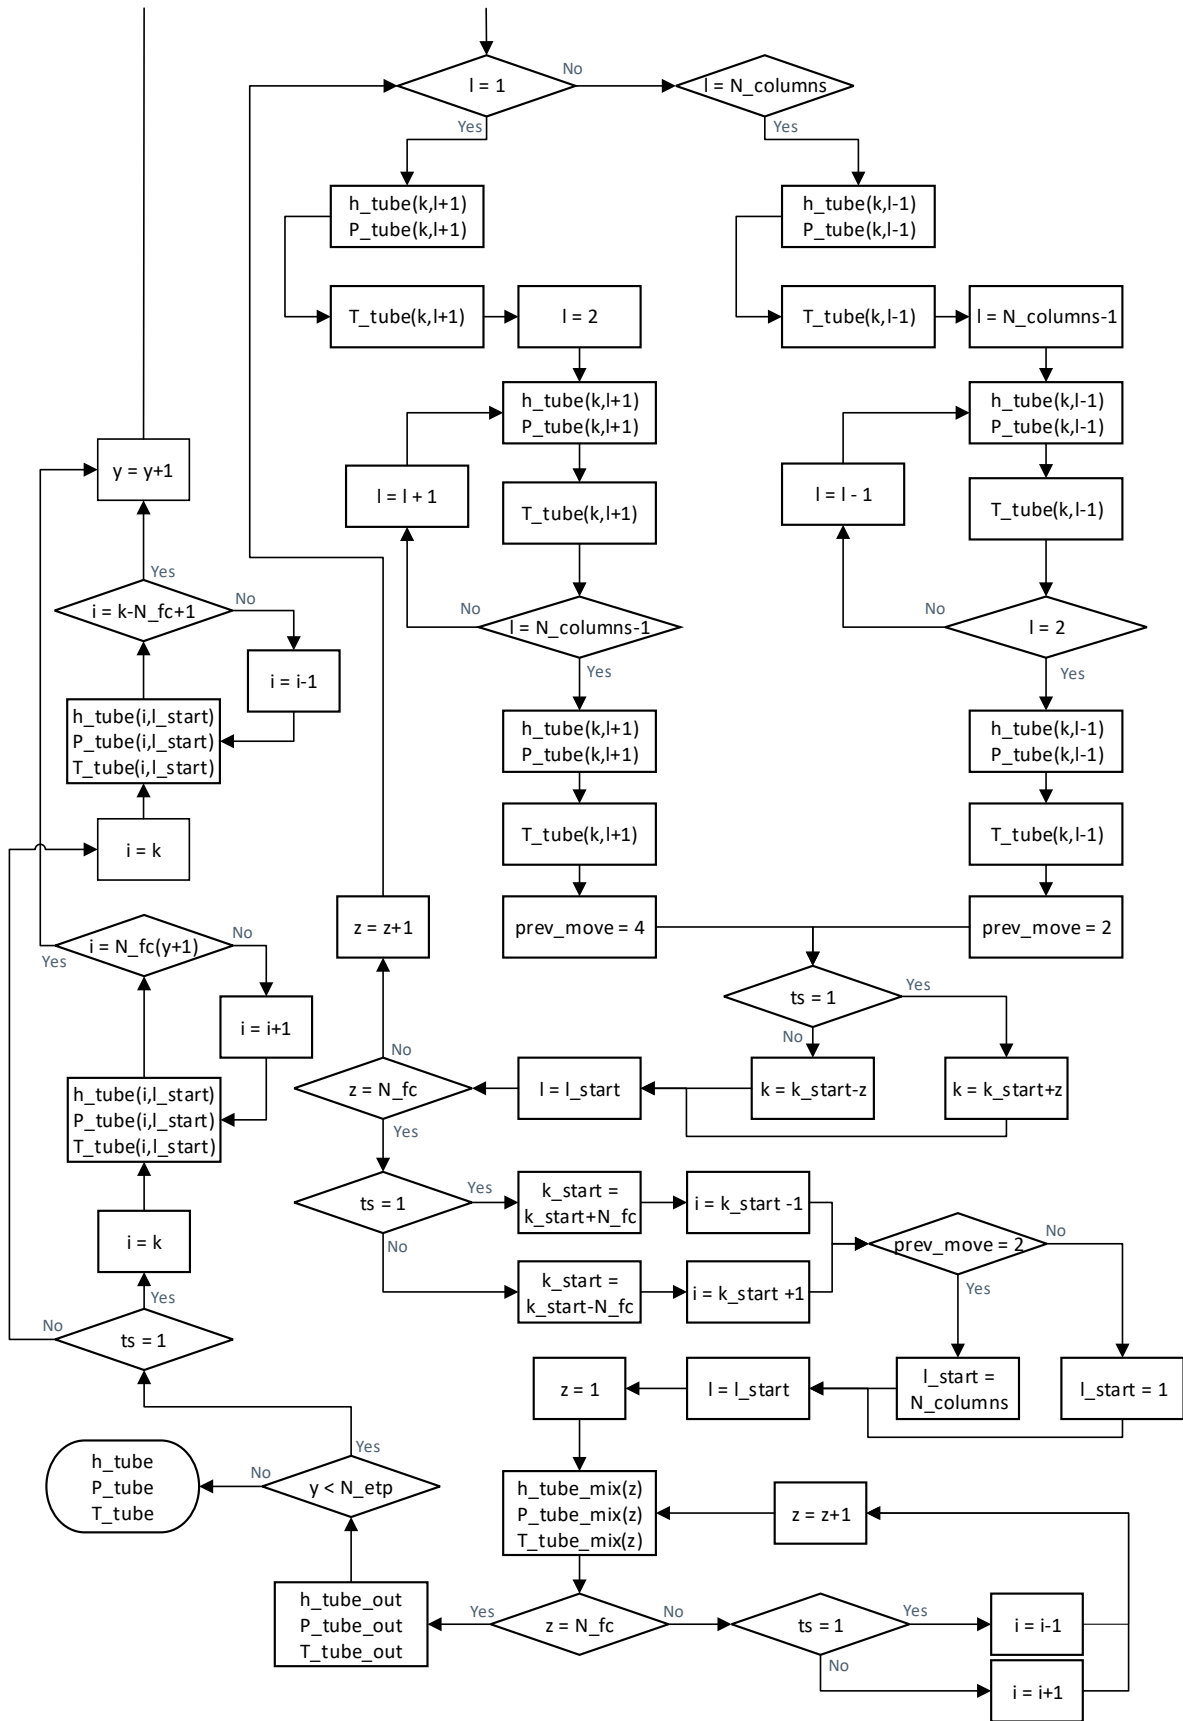 l = 1
No
l = N_columns
Yes
Yes
h_tube(k,l+1)
P_tube(k,l+1)
h_tube(k,l-1)
P_tube(k,l-1)
T_tube(k,l+1)
l = 2
T_tube(k,l-1)
l = N_columns-1
h_tube(k,l+1)
P_tube(k,l+1)
h_tube(k,l-1)
P_tube(k,l-1)
y = y+1
l = l + 1
T_tube(k,l+1)
l = l - 1
T_tube(k,l-1)
Yes
i = k-N_fc+1
No
No
l = N_columns-1
Yes
No
l = 2
Yes
i = i-1
h_tube(i,l_start)
P_tube(i,l_start)
T_tube(i,l_start)
h_tube(k,l+1)
P_tube(k,l+1)
h_tube(k,l-1)
P_tube(k,l-1)
i = k
T_tube(k,l+1)
T_tube(k,l-1)
z = z+1
prev_move = 4
prev_move = 2
i = N_fc(y+1)
No
Yes
ts = 1
Yes
No
i = i+1
No
z = N_fc
Yes
l = l_start
k = k_start-z
k = k_start+z
h_tube(i,l_start)
P_tube(i,l_start)
T_tube(i,l_start)
ts = 1
Yes
No
k_start =
k_start+N_fc
i = k_start -1
i = k
prev_move = 2
No
Yes
k_start =
k_start-N_fc
i = k_start +1
Yes
No
ts = 1
z = 1
l = l_start
l_start =
N_columns
l_start = 1
h_tube
P_tube
T_tube
No
Yes
y < N_etp
h_tube_mix(z)
P_tube_mix(z)
T_tube_mix(z)
z = z+1
h_tube_out
P_tube_out
T_tube_out
Yes
z = N_fc
No
ts = 1
Yes
No
i = i-1
i = i+1